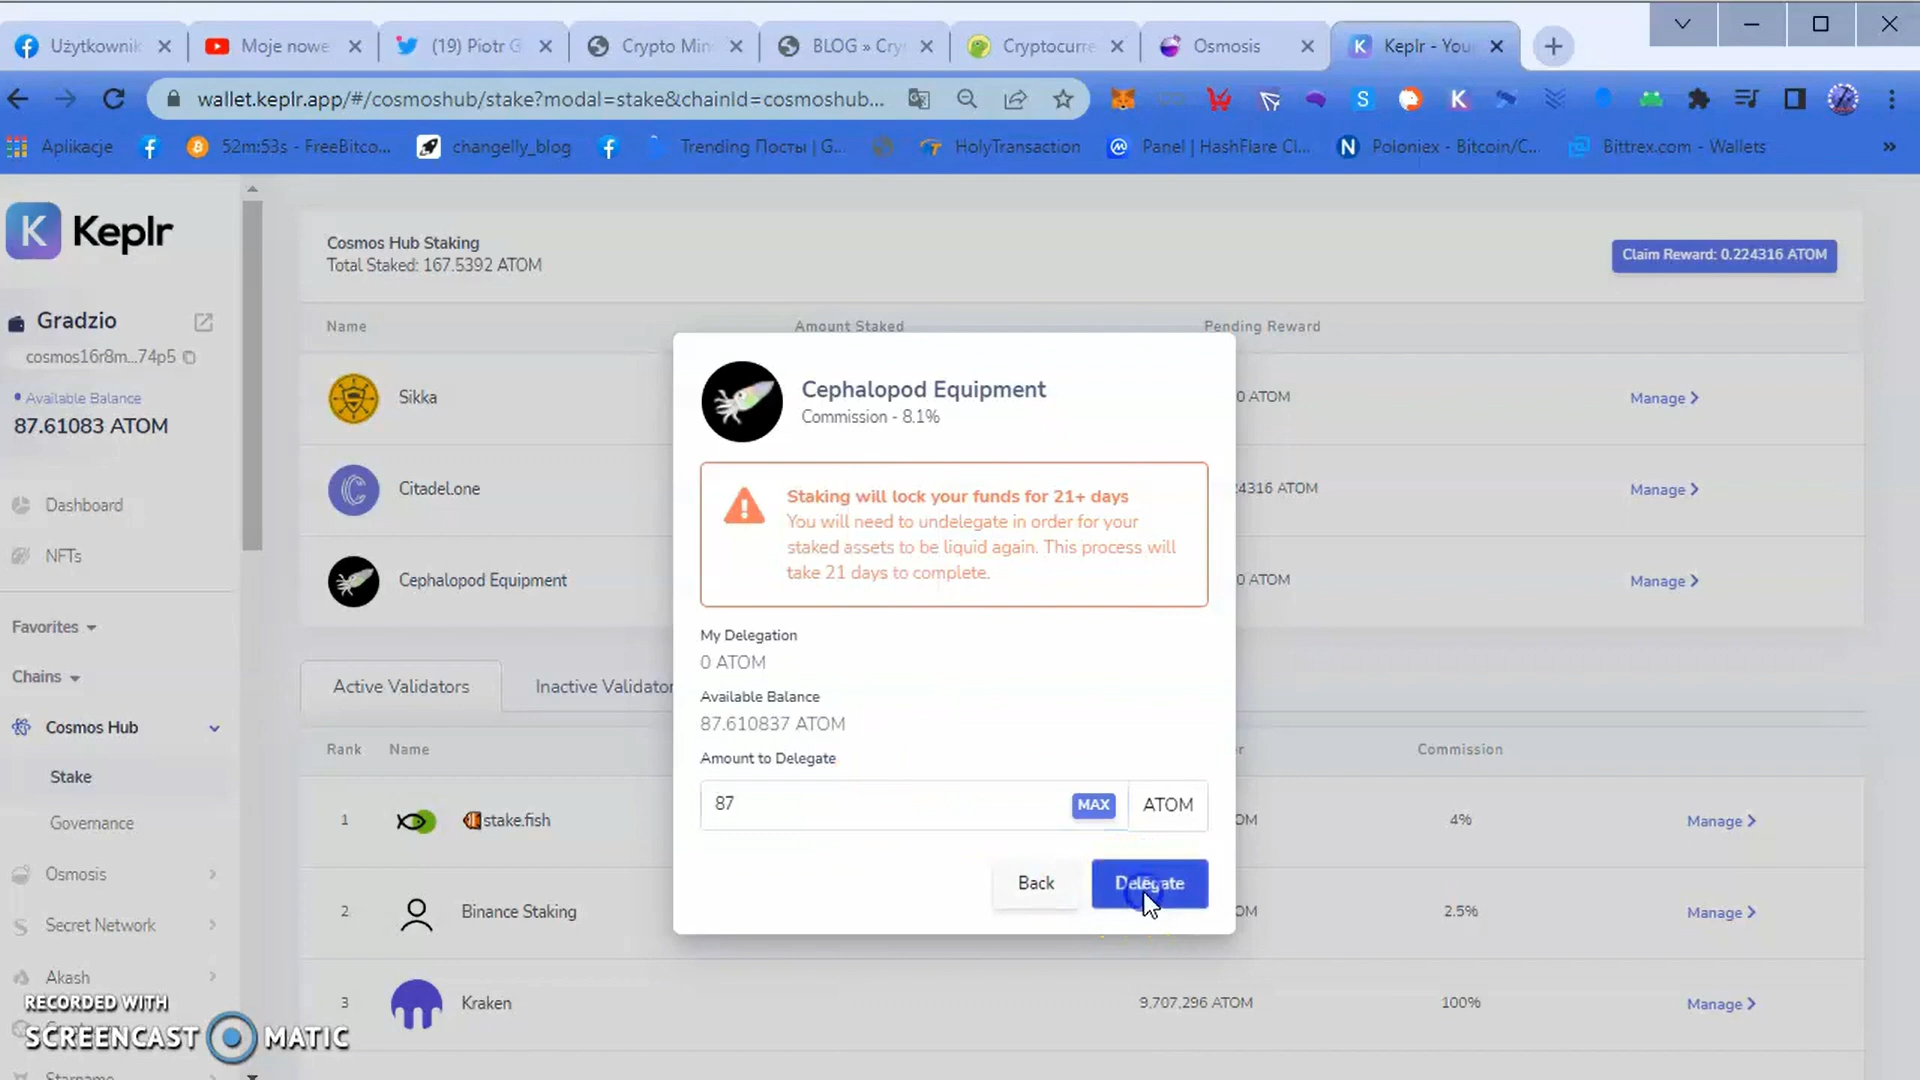 Użytkownik
Moje nowe
(19) Piotr G
Crypto Min
BLOG » Cry
Cryptocurre
Osmosis
Keplr - You
wallet.keplr.app/#/cosmoshub/stake?modal=stake&chainId=cosmoshub...
Aplikacje
52m:53s - FreeBitco...
changelly_blog
Trending Посты | G...
HolyTransaction
Panel | HashFlare Cl...
Poloniex - Bitcoin/C...
Bittrex.com - Wallets
»
K Keplr
Gradzio
cosmos16r8m...74p5
Available Balance
87.61083 ATOM
Dashboard
NFTs
Favorites
Chains
Cosmos Hub
Stake
Governance
Osmosis
Secret Network
Akash
Starname
Cosmos Hub Staking
Total Staked: 167.5392 ATOM
Claim Reward: 0.224316 ATOM
Name
Amount Staked
Pending Reward
Sikka
0 ATOM
Manage
Citadel.one
24316 ATOM
Manage
Cephalopod Equipment
0 ATOM
Manage
Active Validators
Inactive Validator
Rank
Name
Commission
1
stake.fish
4%
Manage
2
Binance Staking
2.5%
Manage
3
Kraken
9,707,296 ATOM
100%
Manage
Cephalopod Equipment
Commission - 8.1%
Staking will lock your funds for 21+ days
You will need to undelegate in order for your
staked assets to be liquid again. This process will
take 21 days to complete.
My Delegation
0 ATOM
Available Balance
87.610837 ATOM
Amount to Delegate
87
MAX
ATOM
Back
Delegate
RECORDED WITH
SCREENCAST MATIC